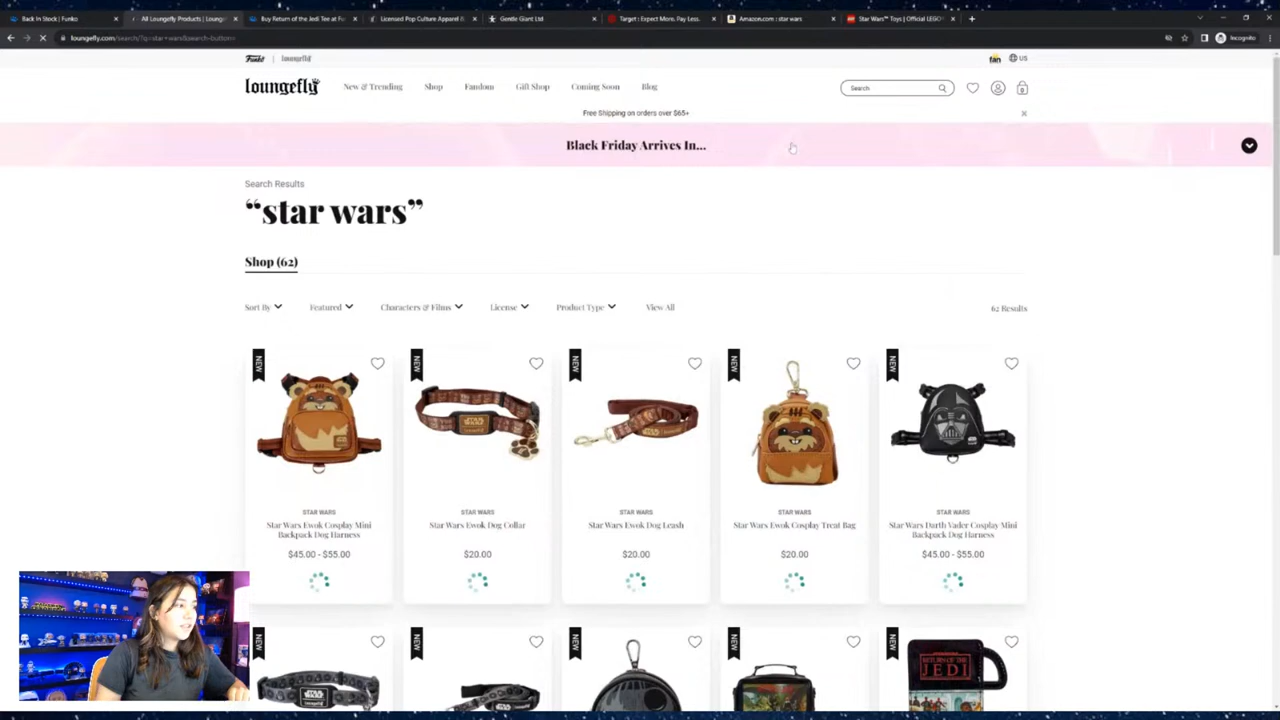 Back In Stock | Funko
All Loungefly Products | Loung
Buy Return of the Jedi Tee at Fu
Licensed Pop Culture Apparel &
Gentle Giant Ltd
Target : Expect More. Pay Less.
Amazon.com : star wars
Star Wars™ Toys | Official LEGO
loungefly.com/search/?q=star+wars&search-button=
Incognito
Funko
loungefly
fan
US
loungefly
New & Trending
Shop
Fandom
Gift Shop
Coming Soon
Blog
Search
0
Free Shipping on orders over $65+
Black Friday Arrives In...
Search Results
“star wars”
Shop (62)
Sort By
Featured
Characters & Films
License
Product Type
View All
62 Results
NEW
NEW
NEW
NEW
NEW
STAR WARS
Star Wars Ewok Cosplay Mini
Backpack Dog Harness
$45.00 - $55.00
STAR WARS
Star Wars Ewok Dog Collar
$20.00
STAR WARS
Star Wars Ewok Dog Leash
$20.00
STAR WARS
Star Wars Ewok Cosplay Treat Bag
$20.00
STAR WARS
Star Wars Darth Vader Cosplay Mini
Backpack Dog Harness
$45.00 - $55.00
NEW
NEW
NEW
NEW
NEW
RETURN OF THE
JEDI